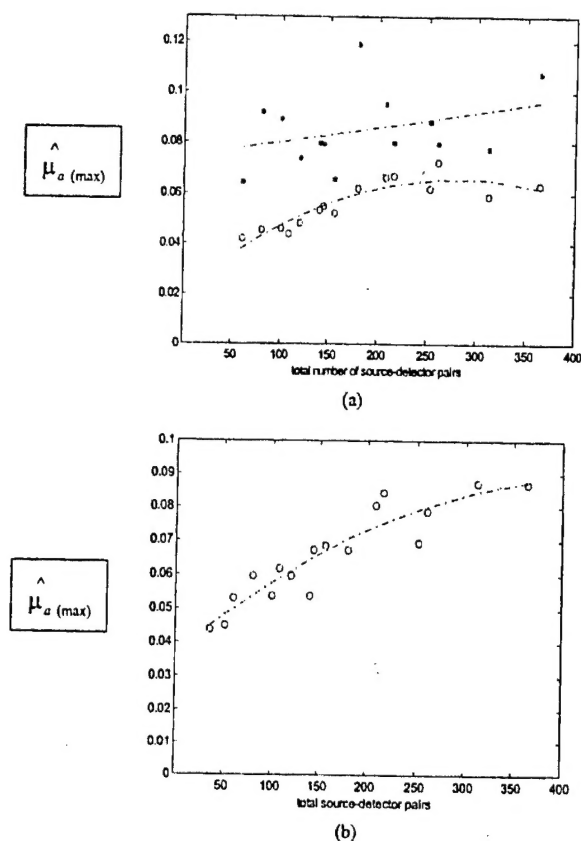 0.12
0.1
0.08
0.06
0.04
0.02
0
μ̂a (max)
50 100 150 200 250 300 350 400
total number of source-detector pairs
(a)
0.1
0.09
0.08
0.07
0.06
0.05
0.04
0.03
0.02
0.01
0
μ̂a (max)
50 100 150 200 250 300 350 400
total source-detector pairs
(b)